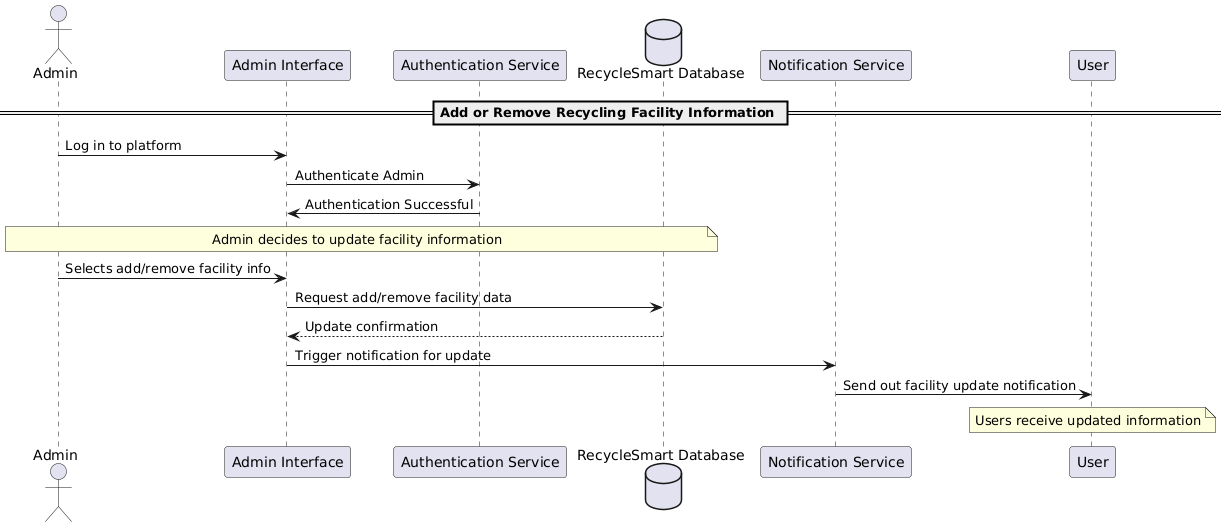 Admin
Admin Interface
Authentication Service
RecycleSmart Database
Notification Service
User
Add or Remove Recycling Facility Information
Log in to platform
Authenticate Admin
Authentication Successful
Admin decides to update facility information
Selects add/remove facility info
Request add/remove facility data
Update confirmation
Trigger notification for update
Send out facility update notification
Users receive updated information
Admin
Admin Interface
Authentication Service
RecycleSmart Database
Notification Service
User